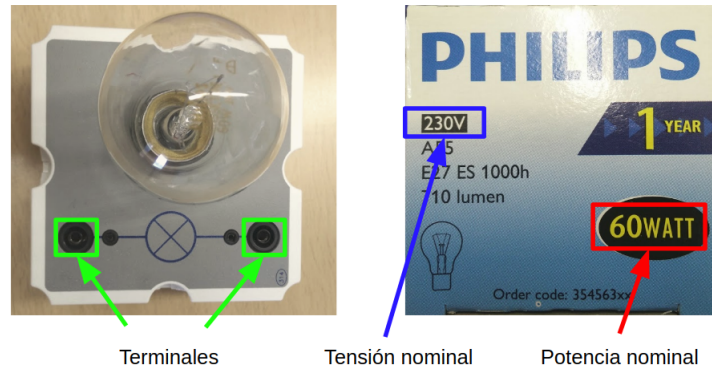 PHILIPS
230V
1 YEAR
A55
E27 ES 1000h
710 lumen
60WATT
Order code: 354563xx
Terminales
Tensión nominal
Potencia nominal